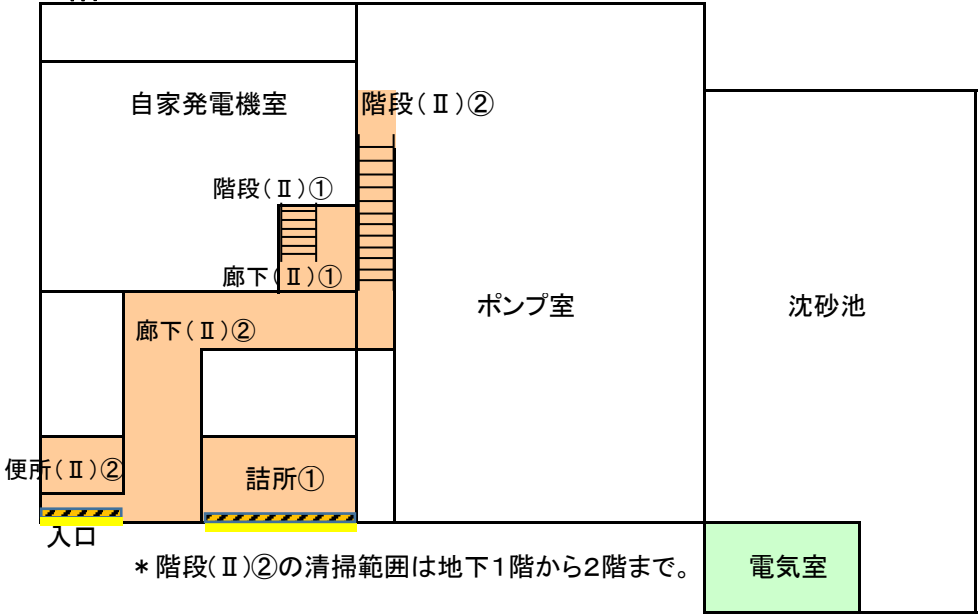 自家発電機室
階段(Ⅱ)②
階段(Ⅱ)①
廊下(Ⅱ)①
ポンプ室
沈砂池
廊下(Ⅱ)②
便所(Ⅱ)②
詰所①
入口
*階段(Ⅱ)②の清掃範囲は地下1階から2階まで。
電気室